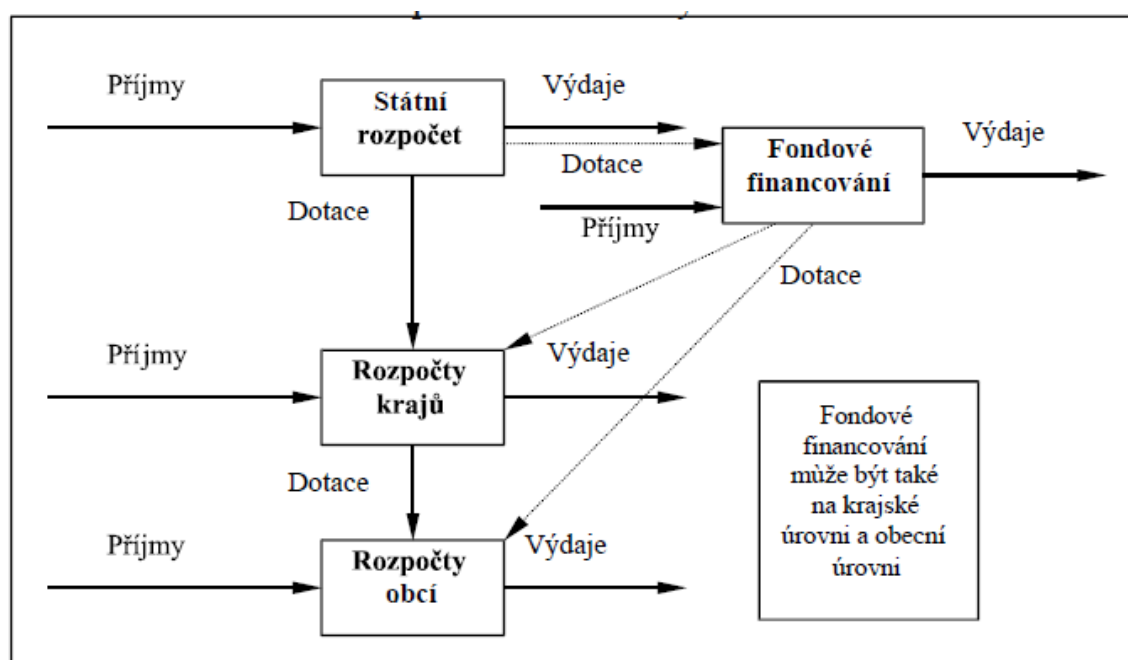 Příjmy
Státní
rozpočet
Výdaje
Dotace
Fondové
financování
Výdaje
Příjmy
Dotace
Dotace
Příjmy
Rozpočty
krajů
Výdaje
Fondové
financování
může být také
na krajské
úrovni a obecní
úrovni
Dotace
Příjmy
Rozpočty
obcí
Výdaje